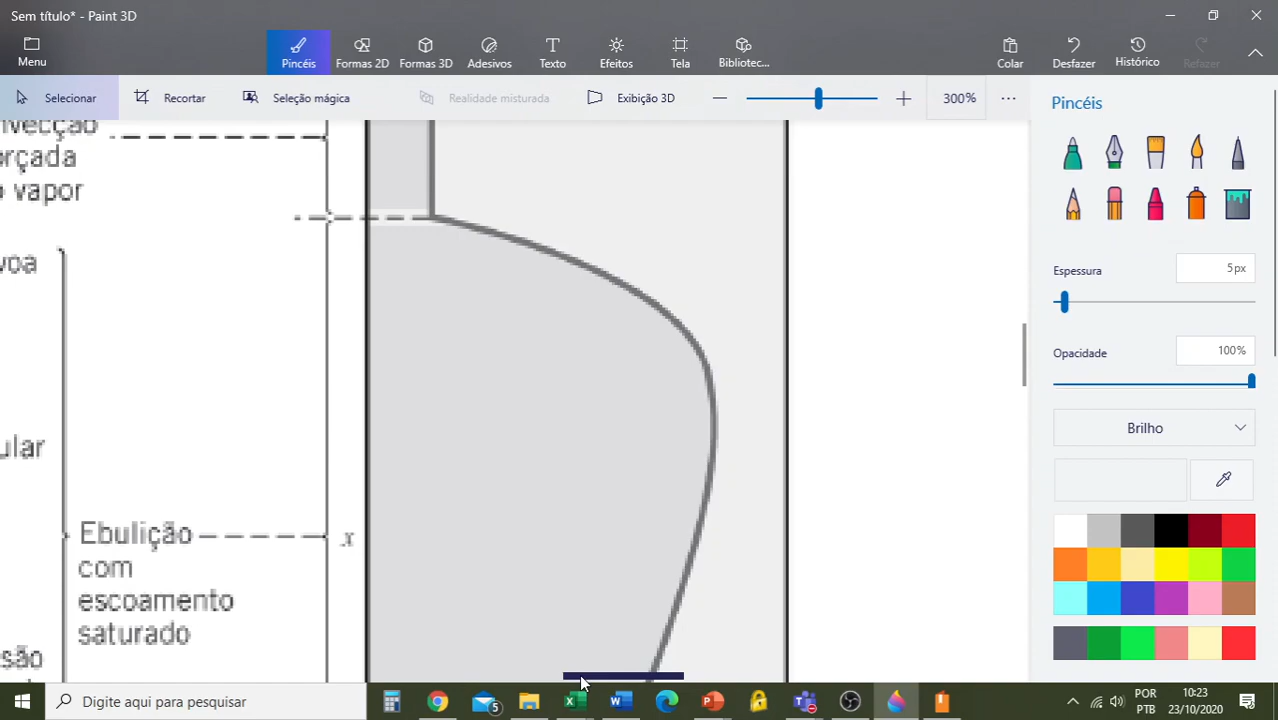 Sem título* - Paint 3D
Menu
Pincéis
Formas 2D
Formas 3D
Adesivos
Texto
Efeitos
Tela
Bibliotec...
Colar
Desfazer
Histórico
Refazer
Selecionar
Recortar
Seleção mágica
Realidade misturada
Exibição 3D
300%
Pincéis
Espessura
5px
Opacidade
100%
Brilho
vapor
x
Ebulição
com
escoamento
saturado
Digite aqui para pesquisar
5
POR
PTB
10:23
23/10/2020